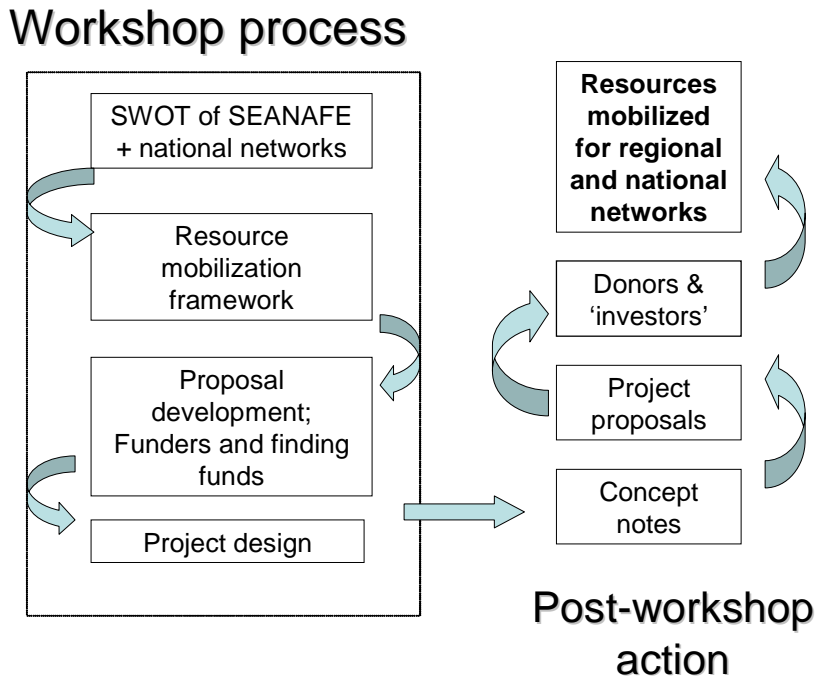 Workshop process
SWOT of SEANAFE
+ national networks
Resource
mobilization
framework
Proposal
development;
Funders and finding
funds
Project design
Resources
mobilized
for regional
and national
networks
Donors &
‘investors’
Project
proposals
Concept
notes
Post-workshop
action